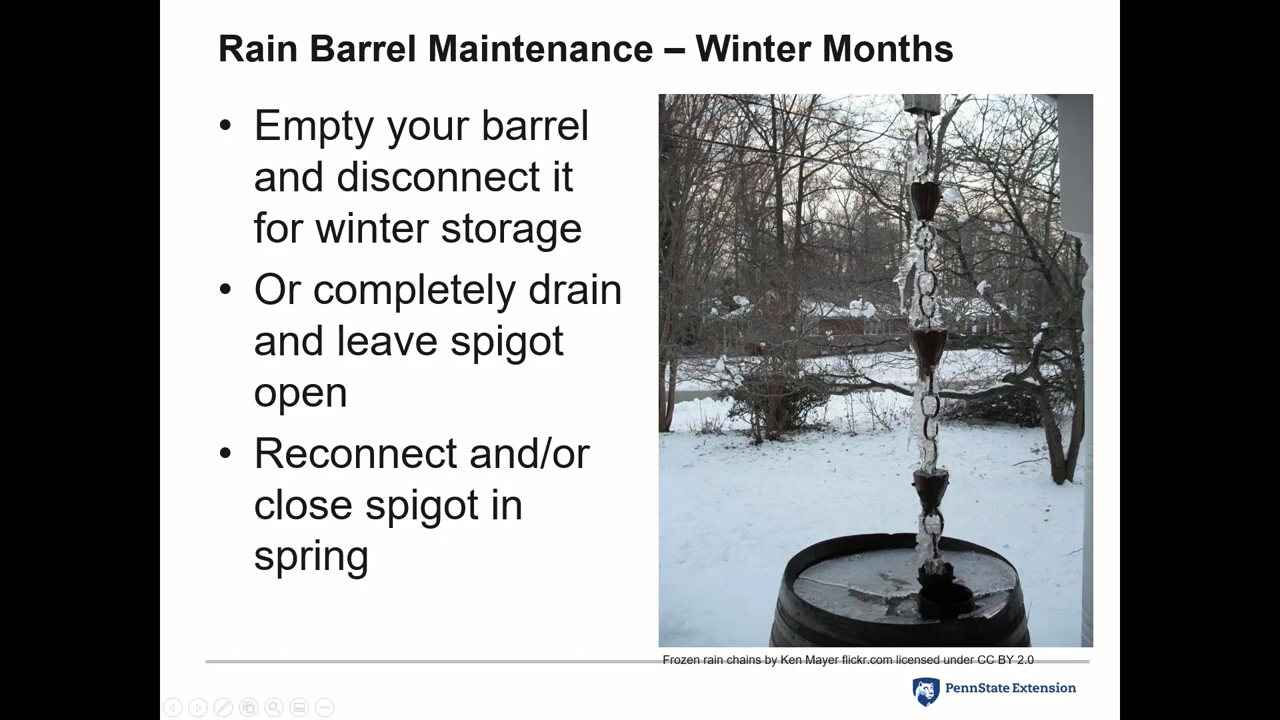 Rain Barrel Maintenance – Winter Months
• Empty your barrel
and disconnect it
for winter storage
• Or completely drain
and leave spigot
open
• Reconnect and/or
close spigot in
spring
Frozen rain chains by Ken Mayer flickr.com licensed under CC BY 2.0
PennState Extension